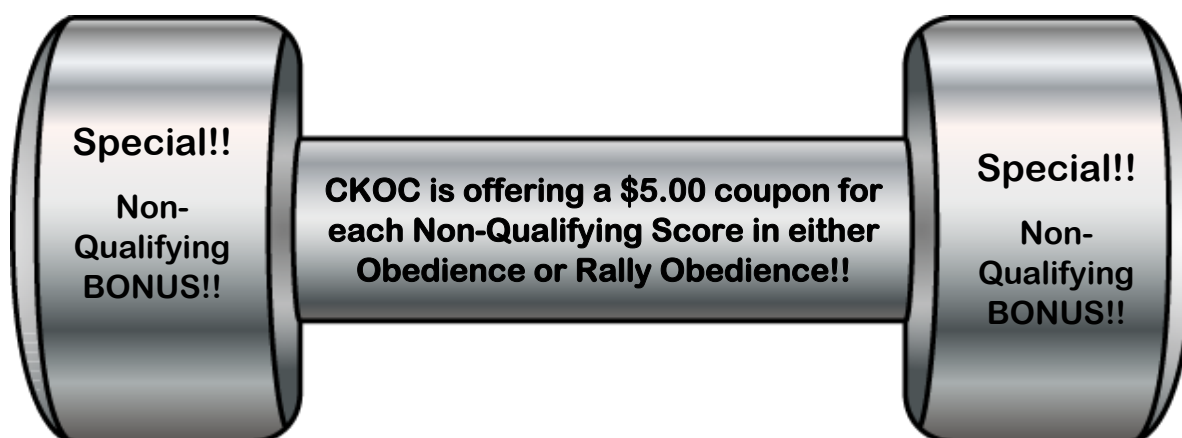 Special!!
Non-
Qualifying
BONUS!!
CKOC is offering a $5.00 coupon for
each Non-Qualifying Score in either
Obedience or Rally Obedience!!
Special!!
Non-
Qualifying
BONUS!!